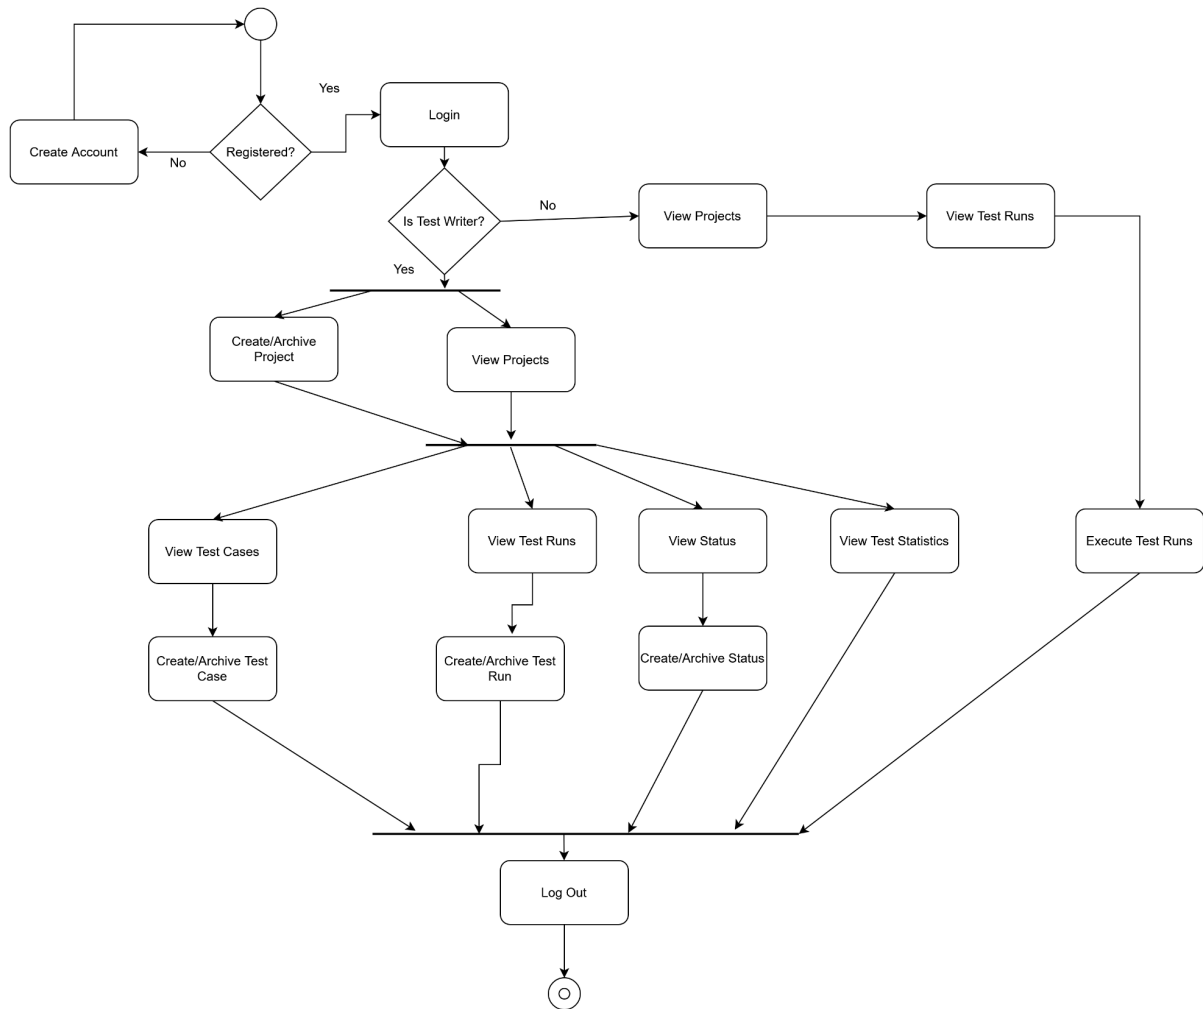 Yes
Login
Create Account
No
Registered?
Is Test Writer?
No
View Projects
View Test Runs
Yes
Create/Archive
Project
View Projects
View Test Cases
View Test Runs
View Status
View Test Statistics
Execute Test Runs
Create/Archive Test
Case
Create/Archive Test
Run
Create/Archive Status
Log Out